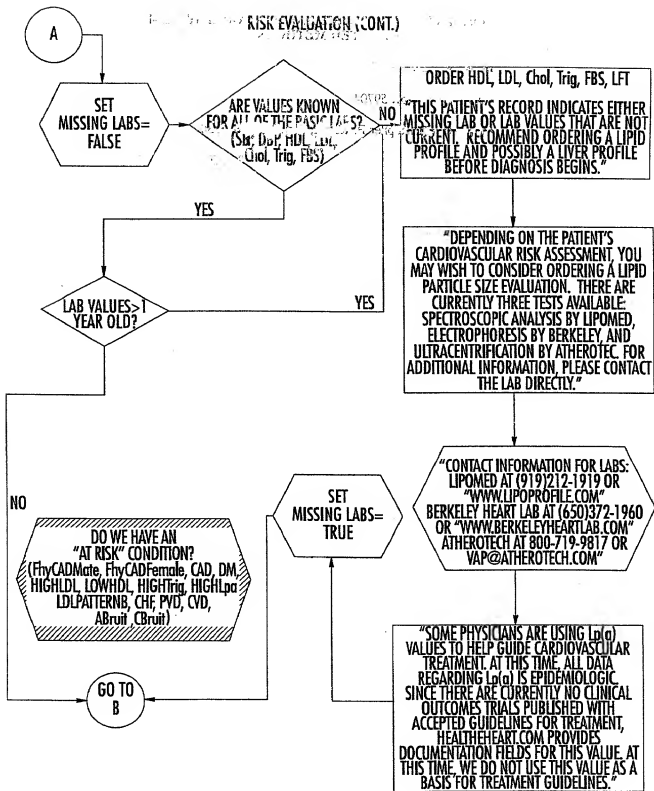 RISK EVALUATION (CONT.)
A
SET
MISSING LABS=
FALSE
ARE VALUES KNOWN
FOR ALL OF THE BASIC LABS?
(Sbp, DbP, HDL, LDL,
Chol, Trig, FBS)
NO
ORDER HDL, LDL, Chol, Trig, FBS, LFT
"THIS PATIENT'S RECORD INDICATES EITHER
MISSING LAB OR LAB VALUES THAT ARE NOT
CURRENT. RECOMMEND ORDERING A LIPID
PROFILE AND POSSIBLY A LIVER PROFILE
BEFORE DIAGNOSIS BEGINS."
YES
LAB VALUES>1
YEAR OLD?
YES
"DEPENDING ON THE PATIENT'S
CARDIOVASCULAR RISK ASSESSMENT, YOU
MAY WISH TO CONSIDER ORDERING A LIPID
PARTICLE SIZE EVALUATION. THERE ARE
CURRENTLY THREE TESTS AVAILABLE:
SPECTROSCOPIC ANALYSIS BY LIPOMED,
ELECTROPHORESIS BY BERKELEY, AND
ULTRACENTRIFICATION BY ATHEROTEC. FOR
ADDITIONAL INFORMATION, PLEASE CONTACT
THE LAB DIRECTLY."
"CONTACT INFORMATION FOR LABS:
LIPOMED AT (919)212-1919 OR
"WWW.LIPOPROFILE.COM"
BERKELEY HEART LAB AT (650)372-1960
OR "WWW.BERKELEYHEARTLAB.COM"
ATHEROTECH AT 800-719-9817 OR
VAP@ATHEROTECH.COM"
SET
MISSING LABS=
TRUE
NO
DO WE HAVE AN
"AT RISK" CONDITION?
(FhyCADMate, FhyCADFemale, CAD, DM,
HIGHLDL, LOWHDL, HIGHTrig, HIGHLpa
LDLPATTERNB, CHF, PVD, CVD,
ABruit ,CBruit)
GO TO
B
"SOME PHYSICIANS ARE USING Lp(a)
VALUES TO HELP GUIDE CARDIOVASCULAR
TREATMENT. AT THIS TIME, ALL DATA
REGARDING Lp(a) IS EPIDEMIOLOGIC
SINCE THERE ARE CURRENTLY NO CLINICAL
OUTCOMES TRIALS PUBLISHED WITH
ACCEPTED GUIDELINES FOR TREATMENT,
HEALTHEHEART.COM PROVIDES
DOCUMENTATION FIELDS FOR THIS VALUE. AT
THIS TIME, WE DO NOT USE THIS VALUE AS A
BASIS FOR TREATMENT GUIDELINES."